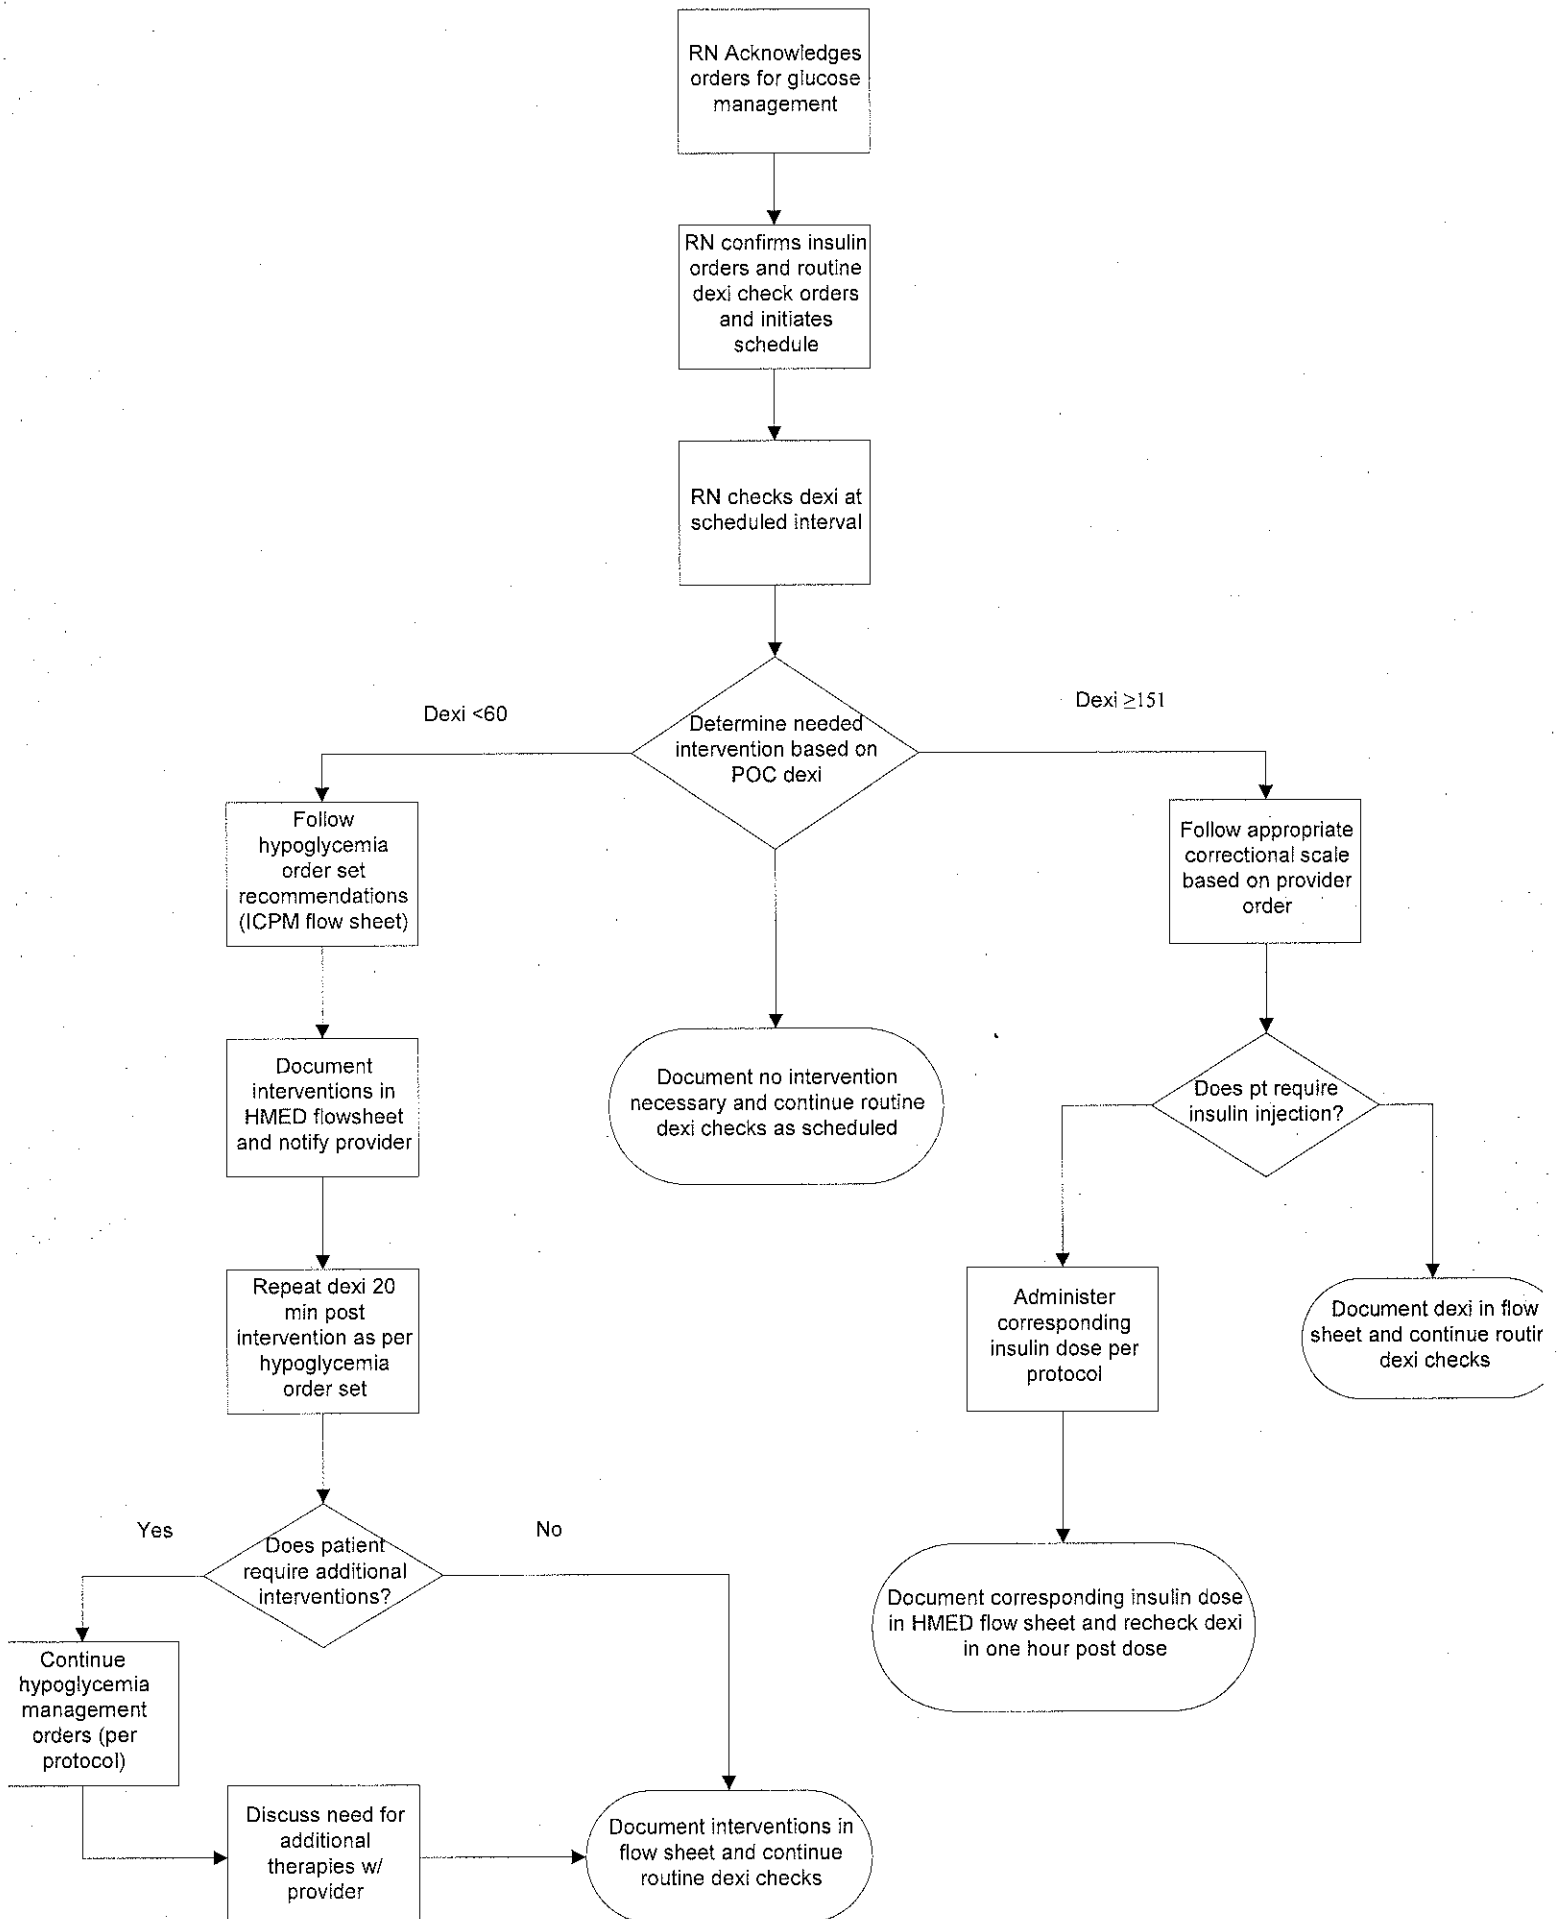 RN Acknowledges
orders for glucose
management
RN confirms insulin
orders and routine
dexi check orders
and initiates
schedule
RN checks dexi at
scheduled interval
Dexi <60
Determine needed
intervention based on
POC dexi
Dexi ≥151
Follow
hypoglycemia
order set
recommendations
(ICPM flow sheet)
Follow appropriate
correctional scale
based on provider
order
Document
interventions in
HMED flowsheet
and notify provider
Document no intervention
necessary and continue routine
dexi checks as scheduled
Does pt require
insulin injection?
Repeat dexi 20
min post
intervention as per
hypoglycemia
order set
Administer
corresponding
insulin dose per
protocol
Document dexi in flow
sheet and continue routin
dexi checks
Yes
Does patient
require additional
interventions?
No
Document corresponding insulin dose
in HMED flow sheet and recheck dexi
in one hour post dose
Continue
hypoglycemia
management
orders (per
protocol)
Discuss need for
additional
therapies w/
provider
Document interventions in
flow sheet and continue
routine dexi checks